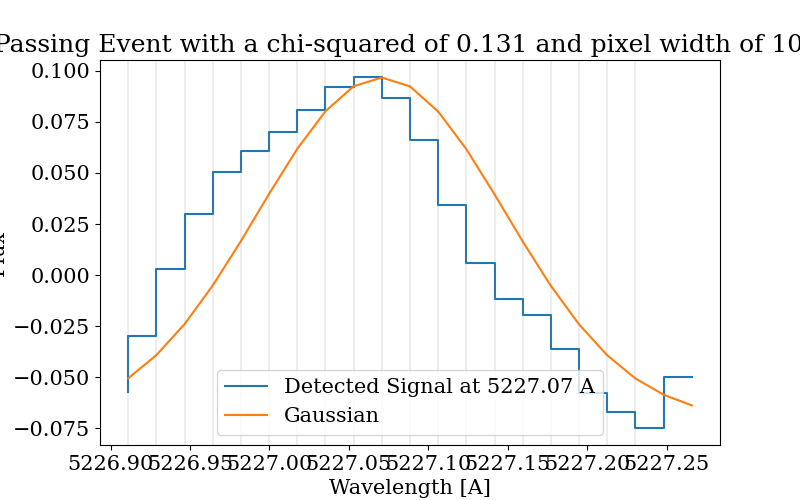 Passing Event with a chi-squared of 0.131 and pixel width of 10
0.100
0.075
0.050
0.025
0.000
−0.025
−0.050
−0.075
Detected Signal at 5227.07 A
Gaussian
5226.90 5226.95 5227.00 5227.05 5227.10 5227.15 5227.20 5227.25
Wavelength [A]